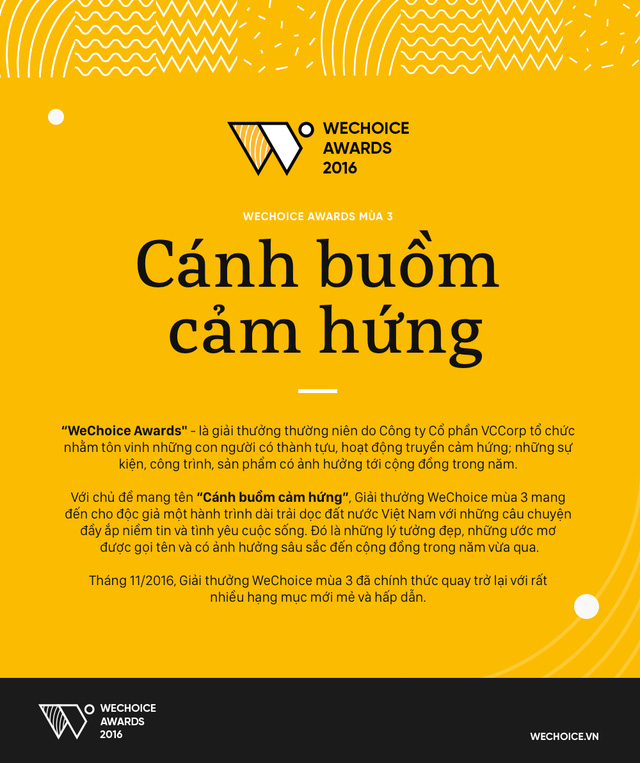 WECHOICE
AWARDS
2016
WECHOICE AWARDS MÙA 3
Cánh buồm
cảm hứng
“WeChoice Awards" - là giải thưởng thường niên do Công ty Cổ phần VCCorp tổ chức
nhằm tôn vinh những con người có thành tựu, hoạt động truyền cảm hứng; những sự
kiện, công trình, sản phẩm có ảnh hưởng tới cộng đồng trong năm.
Với chủ đề mang tên “Cánh buồm cảm hứng”, Giải thưởng WeChoice mùa 3 mang
đến cho độc giả một hành trình dài trải dọc đất nước Việt Nam với những câu chuyện
đầy ắp niềm tin và tình yêu cuộc sống. Đó là những lý tưởng đẹp, những ước mơ
được gọi tên và có ảnh hưởng sâu sắc đến cộng đồng trong năm vừa qua.
Tháng 11/2016, Giải thưởng WeChoice mùa 3 đã chính thức quay trở lại với rất
nhiều hạng mục mới mẻ và hấp dẫn.
WECHOICE
AWARDS
2016
WECHOICE.VN